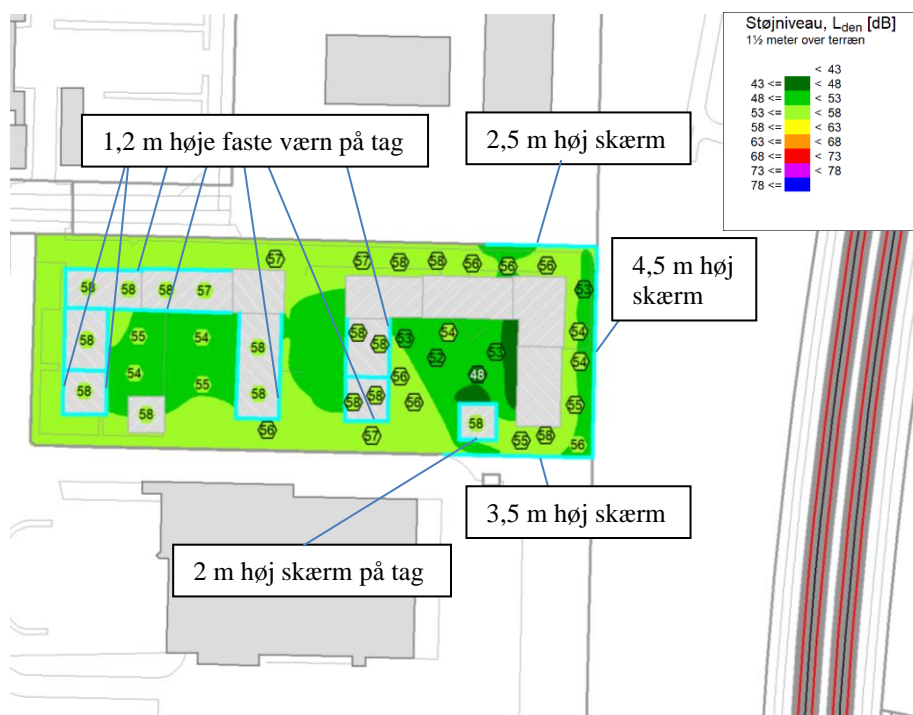 Støjniveau, Lden [dB]
1½ meter over terræn
< 43
43 <= < 48
48 <= < 53
53 <= < 58
58 <= < 63
63 <= < 68
68 <= < 73
73 <= < 78
78 <=
1,2 m høje faste værn på tag
2,5 m høj skærm
4,5 m høj
skærm
57 57 58 58 56 56 56
58 58 58 57 53
58 55 54 58 58 58 53 54 53 54
52 54
54 55 56 48
58 58 58 58 56 55
58 56 57 58 55 58 56
3,5 m høj skærm
2 m høj skærm på tag